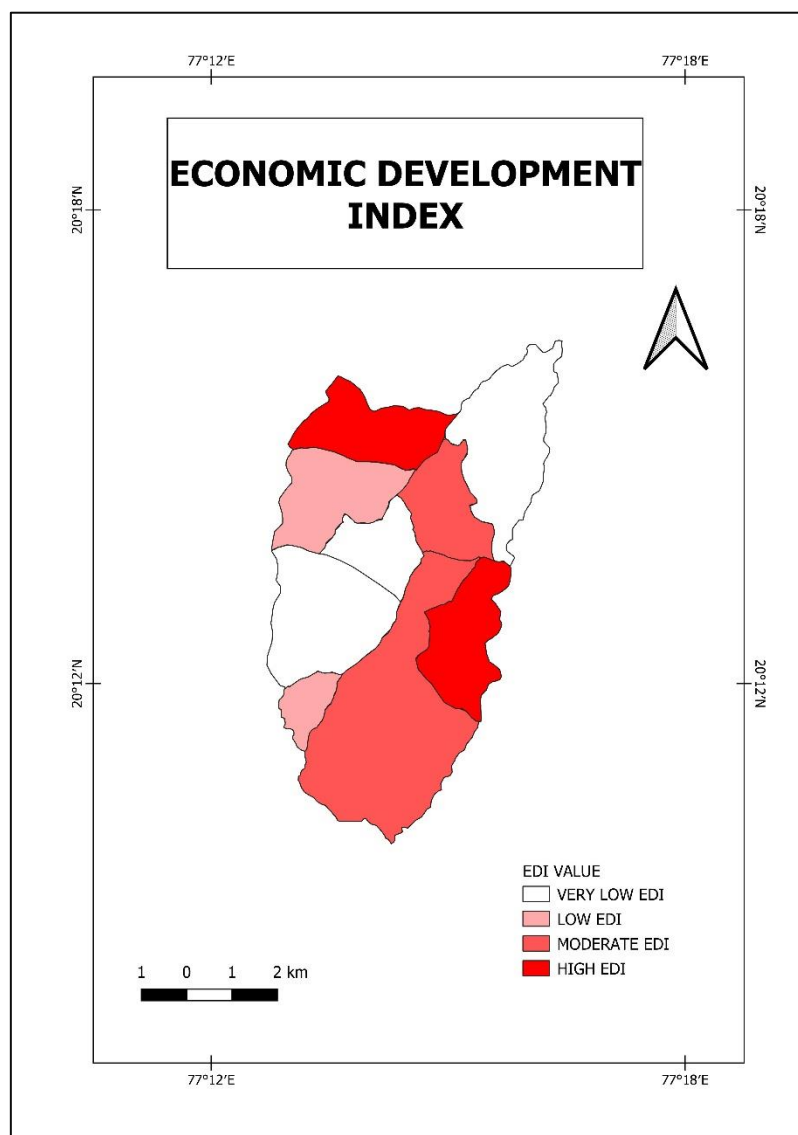 77°12'E
77°18'E
ECONOMIC DEVELOPMENT
INDEX
20°18'N
20°18'N
20°12'N
20°12'N
EDI VALUE
VERY LOW EDI
LOW EDI
MODERATE EDI
HIGH EDI
1 0 1 2 km
77°12'E
77°18'E